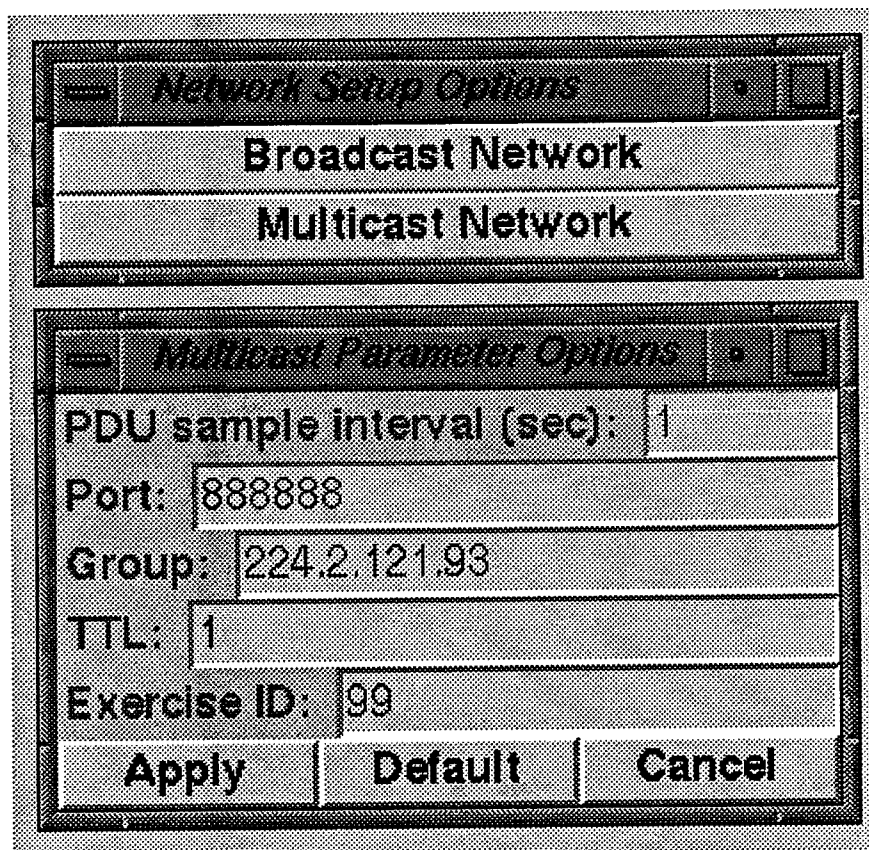 Network Setup Options
Broadcast Network
Multicast Network
Multicast Parameter Options
PDU sample interval (sec): 1
Port: 888888
Group: 224.2.121.93
TTL: 1
Exercise ID: 99
Apply Default Cancel